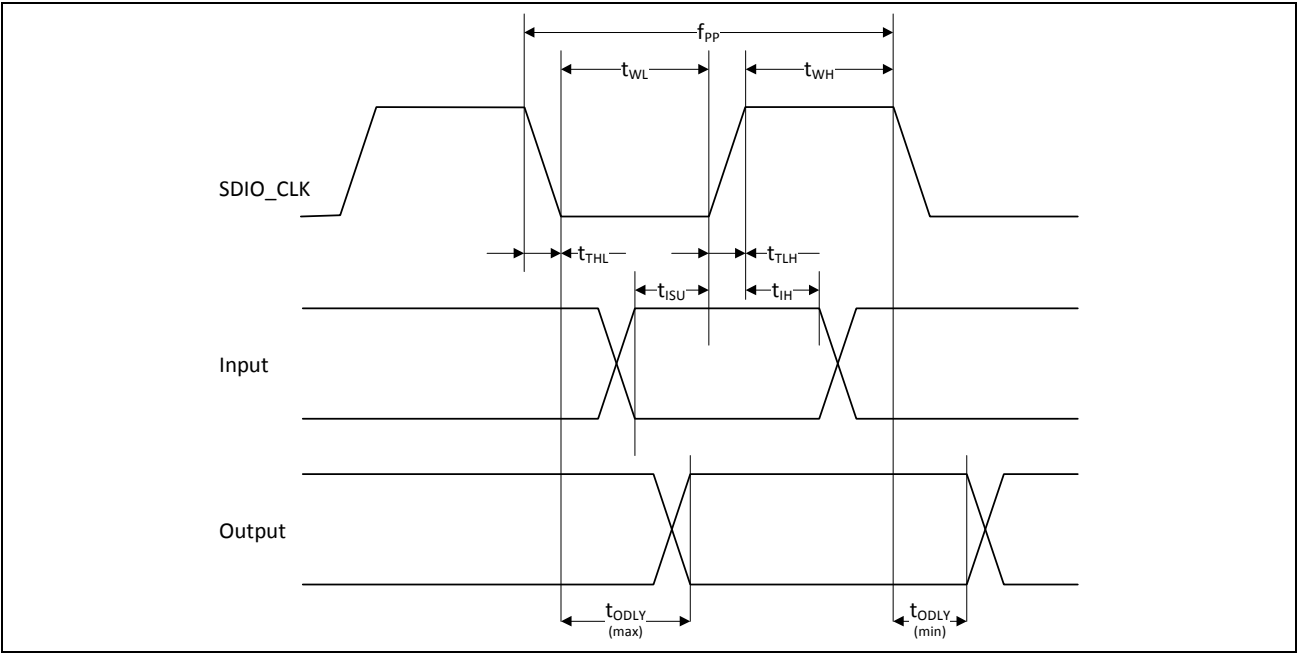 fPP
tWL
tWH
SDIO_CLK
tTHL
tTLH
tISU
tIH
Input
Output
tODLY
(max)
tODLY
(min)